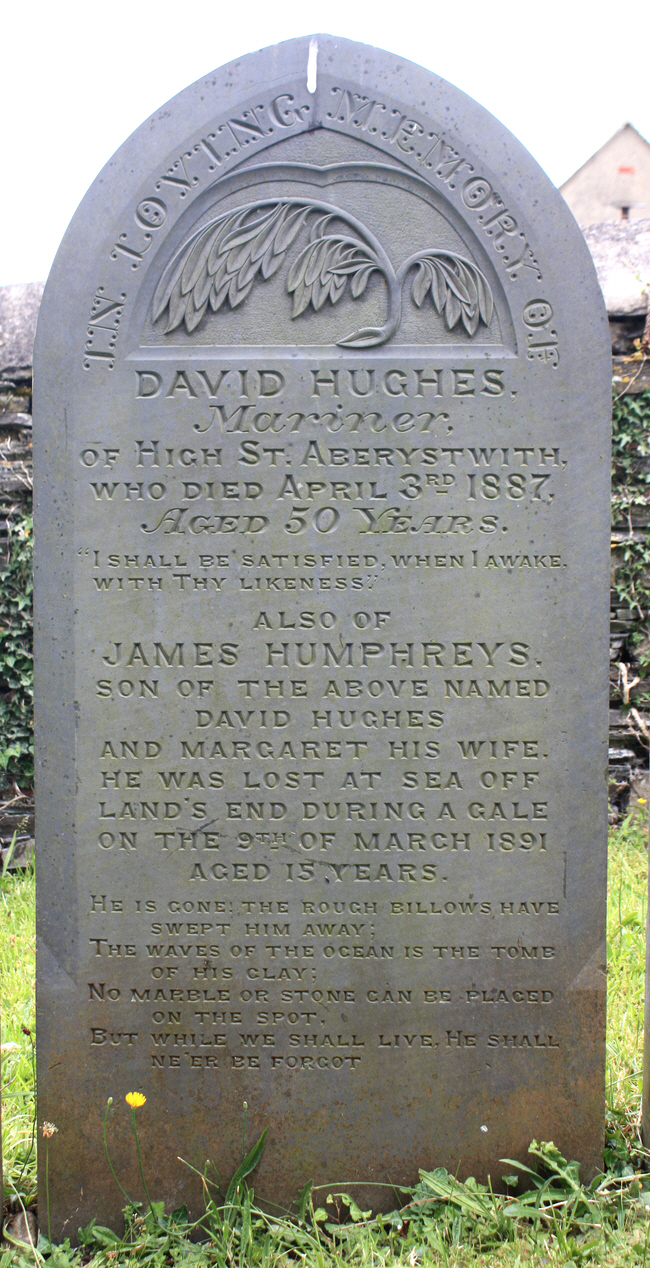 IN LOVING MEMORY OF
DAVID HUGHES,
Mariner,
OF HIGH ST. ABERYSTWITH,
WHO DIED APRIL 3RD 1887,
AGED 50 YEARS.
"I SHALL BE SATISFIED, WHEN I AWAKE,
WITH THY LIKENESS."
ALSO OF
JAMES HUMPHREYS,
SON OF THE ABOVE NAMED
DAVID HUGHES
AND MARGARET HIS WIFE.
HE WAS LOST AT SEA OFF
LAND'S END DURING A GALE
ON THE 9TH OF MARCH 1891
AGED 15 YEARS.
HE IS GONE! THE ROUGH BILLOWS HAVE
SWEPT HIM AWAY;
THE WAVES OF THE OCEAN IS THE TOMB
OF HIS CLAY;
NO MARBLE OR STONE CAN BE PLACED
ON THE SPOT,
BUT WHILE WE SHALL LIVE, HE SHALL
NE'ER BE FORGOT